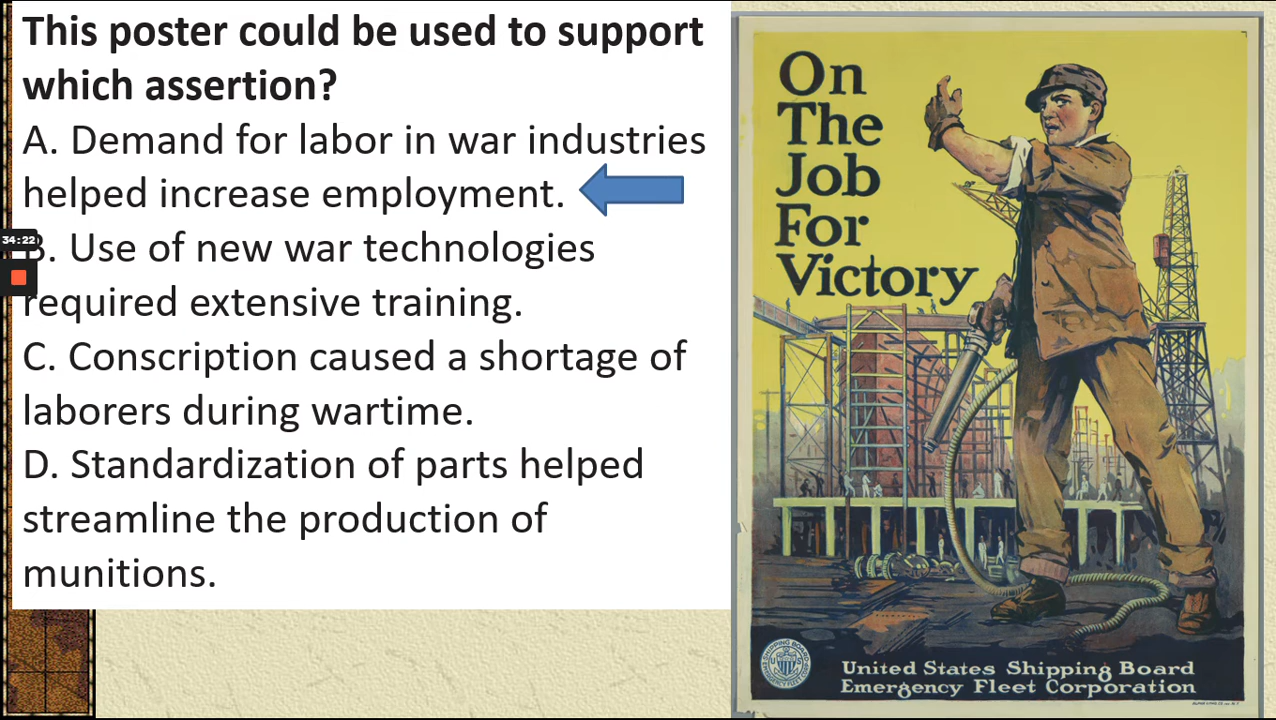 This poster could be used to support
which assertion?
A. Demand for labor in war industries
helped increase employment.
34:22
B. Use of new war technologies
required extensive training.
C. Conscription caused a shortage of
laborers during wartime.
D. Standardization of parts helped
streamline the production of
munitions.
On
The
Job
For
Victory
United States Shipping Board
Emergency Fleet Corporation